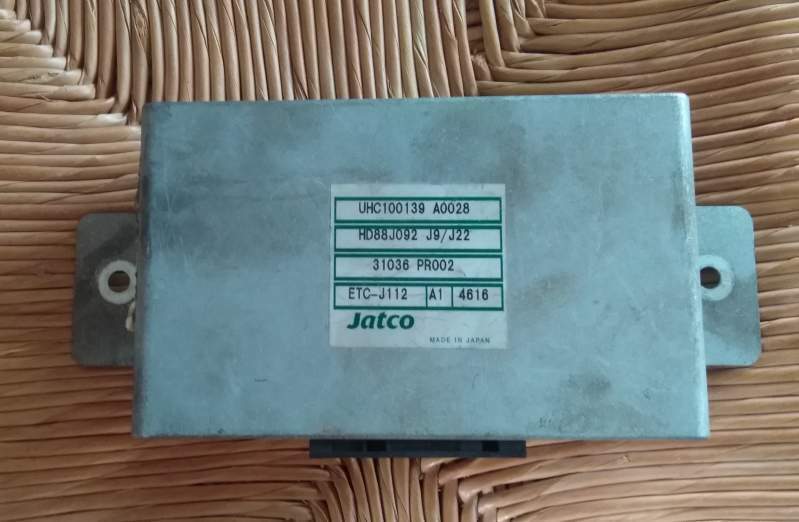 UHC100139 A0028
HD88J092 J9/J22
31036 PR002
ETC-J112 A1 4616
Jatco
MADE IN JAPAN